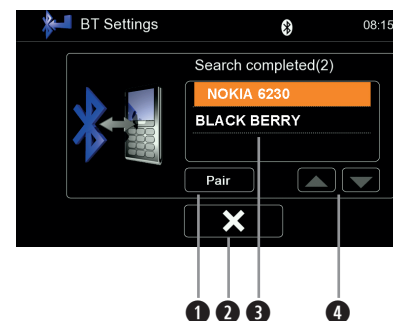 BT Settings 08:15
Search completed(2)
NOKIA 6230
BLACK BERRY
Pair
1 2 3 4